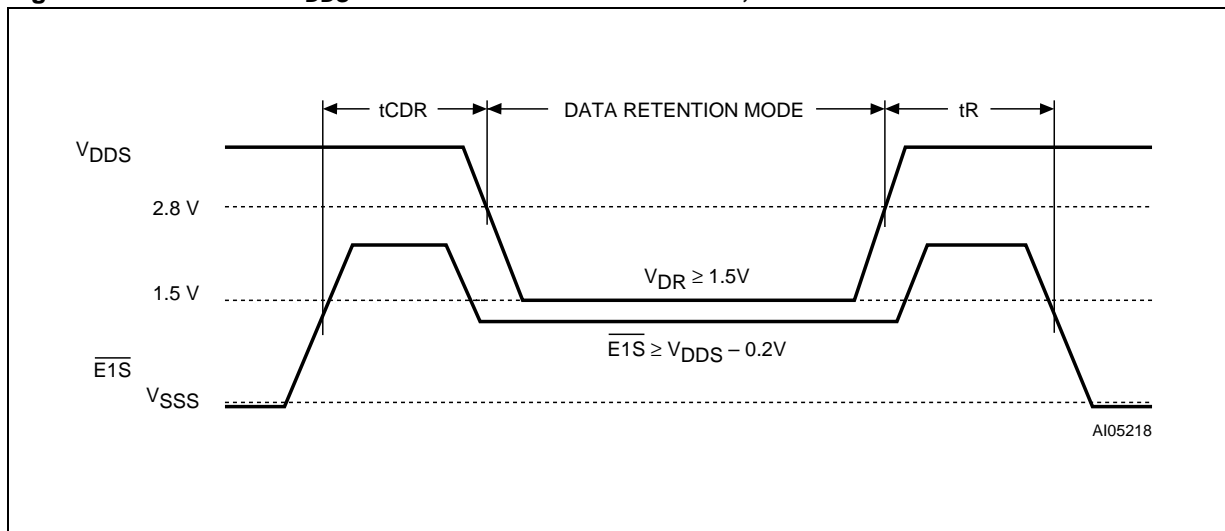 DDS
tCDR
DATA RETENTION MODE
tR
VDDS
2.8 V
VDR ≥ 1.5V
1.5 V
E1S ≥ VDDS – 0.2V
E1S
VSSS
AI05218